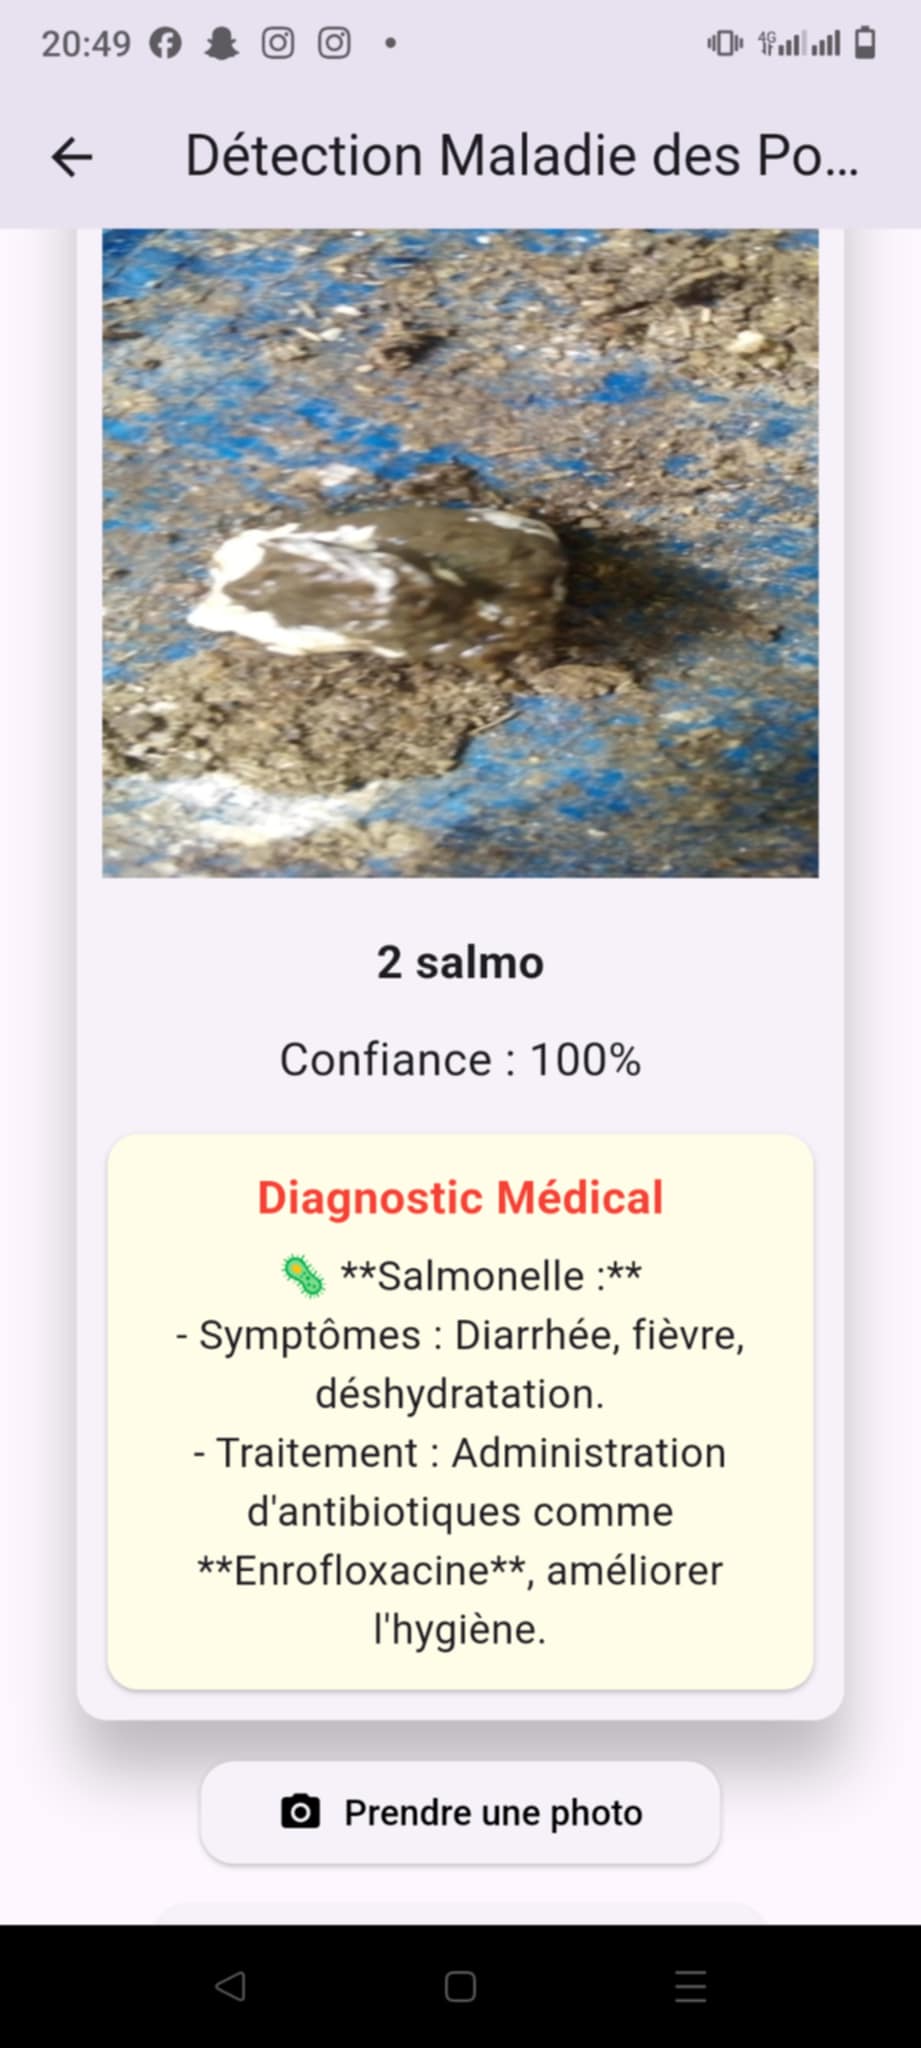 20:49
4G
Détection Maladie des Po...
2 salmo
Confiance : 100%
Diagnostic Médical
🦠 **Salmonelle :**
- Symptômes : Diarrhée, fièvre,
déshydratation.
- Traitement : Administration
d'antibiotiques comme
**Enrofloxacine**, améliorer
l'hygiène.
Prendre une photo